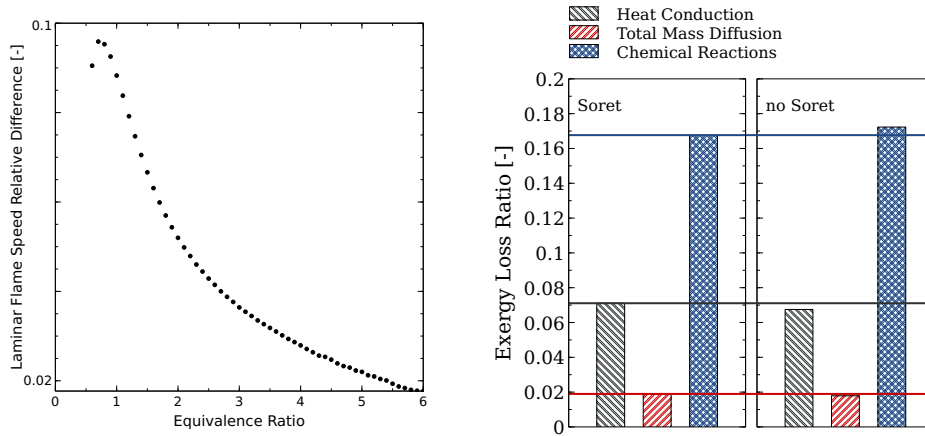 Laminar Flame Speed Relative Difference [-]
0.1
0.02
0 1 2 3 4 5 6
Equivalence Ratio
Heat Conduction
Total Mass Diffusion
Chemical Reactions
Exergy Loss Ratio [-]
0.2
0.18
0.16
0.14
0.12
0.1
0.08
0.06
0.04
0.02
0
Soret
no Soret